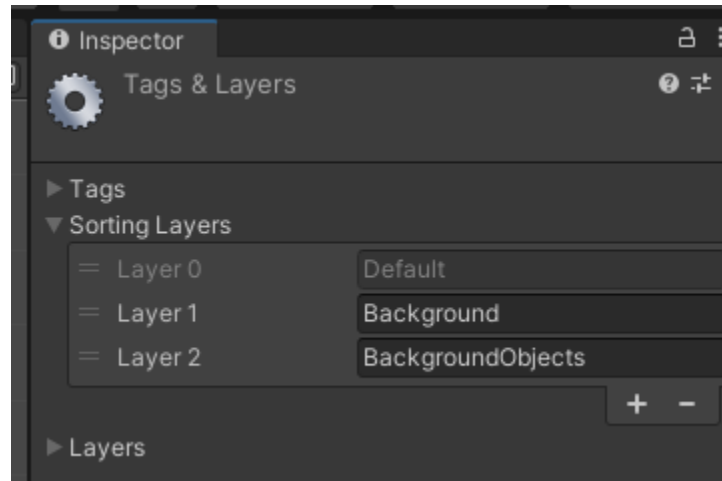 Inspector
Tags & Layers
Tags
Sorting Layers
Layer 0 Default
Layer 1 Background
Layer 2 BackgroundObjects
+ -
Layers